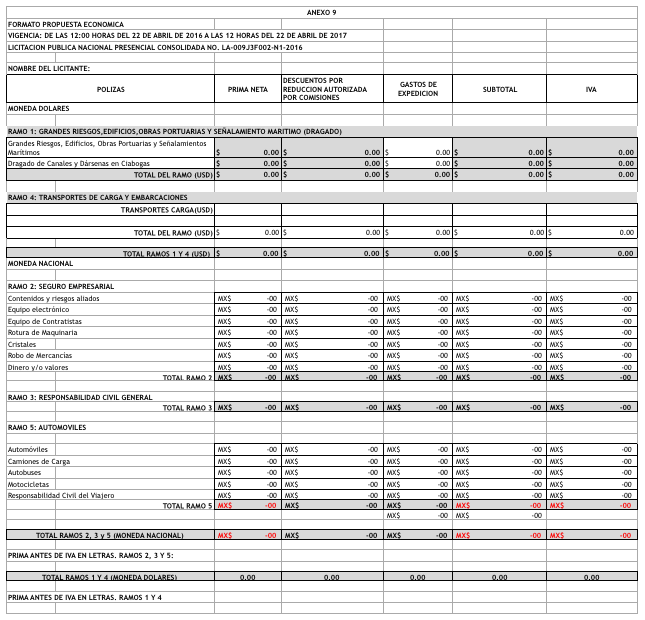 ANEXO 9
FORMATO PROPUESTA ECONOMICA
VIGENCIA: DE LAS 12:00 HORAS DEL 22 DE ABRIL DE 2016 A LAS 12 HORAS DEL 22 DE ABRIL DE 2017
LICITACION PUBLICA NACIONAL PRESENCIAL CONSOLIDADA NO. LA-009J3F002-N1-2016
NOMBRE DEL LICITANTE:
POLIZAS PRIMA NETA DESCUENTOS POR REDUCCION AUTORIZADA POR COMISIONES GASTOS DE EXPEDICION SUBTOTAL IVA
MONEDA DOLARES
RAMO 1: GRANDES RIESGOS,EDIFICIOS,OBRAS PORTUARIAS Y SEÑALAMIENTO MARITIMO (DRAGADO)
Grandes Riesgos, Edificios, Obras Portuarias y Señalamientos
Marítimos $ 0.00 $ 0.00 $ 0.00 $ 0.00 $ 0.00
Dragado de Canales y Dársenas en Ciabogas $ 0.00 $ 0.00 $ 0.00 $ 0.00 $ 0.00
TOTAL DEL RAMO (USD) $ 0.00 $ 0.00 $ 0.00 $ 0.00 $ 0.00
RAMO 4: TRANSPORTES DE CARGA Y EMBARCACIONES
TRANSPORTES CARGA(USD)
TOTAL DEL RAMO (USD) $ 0.00 $ 0.00 $ 0.00 $ 0.00 $ 0.00
TOTAL RAMOS 1 Y 4 (USD) $ 0.00 $ 0.00 $ 0.00 $ 0.00 $ 0.00
MONEDA NACIONAL
RAMO 2: SEGURO EMPRESARIAL
Contenidos y riesgos aliados MX$ -00 MX$ -00 MX$ -00 MX$ -00 MX$ -00
Equipo electrónico MX$ -00 MX$ -00 MX$ -00 MX$ -00 MX$ -00
Equipo de Contratistas MX$ -00 MX$ -00 MX$ -00 MX$ -00 MX$ -00
Rotura de Maquinaria MX$ -00 MX$ -00 MX$ -00 MX$ -00 MX$ -00
Cristales MX$ -00 MX$ -00 MX$ -00 MX$ -00 MX$ -00
Robo de Mercancías MX$ -00 MX$ -00 MX$ -00 MX$ -00 MX$ -00
Dinero y/o valores MX$ -00 MX$ -00 MX$ -00 MX$ -00 MX$ -00
TOTAL RAMO 2 MX$ -00 MX$ -00 MX$ -00 MX$ -00 MX$ -00
RAMO 3: RESPONSABILIDAD CIVIL GENERAL
TOTAL RAMO 3 MX$ -00 MX$ -00 MX$ -00 MX$ -00 MX$ -00
RAMO 5: AUTOMOVILES
Automóviles MX$ -00 MX$ -00 MX$ -00 MX$ -00 MX$ -00
Camiones de Carga MX$ -00 MX$ -00 MX$ -00 MX$ -00 MX$ -00
Autobuses MX$ -00 MX$ -00 MX$ -00 MX$ -00 MX$ -00
Motocicletas MX$ -00 MX$ -00 MX$ -00 MX$ -00 MX$ -00
Responsabilidad Civil del Viajero MX$ -00 MX$ -00 MX$ -00 MX$ -00 MX$ -00
TOTAL RAMO 5 MX$ -00 MX$ -00 MX$ -00 MX$ -00 MX$ -00
MX$ -00 MX$ -00
TOTAL RAMOS 2, 3 y 5 (MONEDA NACIONAL) MX$ -00 MX$ -00 MX$ -00 MX$ -00 MX$ -00
PRIMA ANTES DE IVA EN LETRAS. RAMOS 2, 3 Y 5:
TOTAL RAMOS 1 Y 4 (MONEDA DOLARES) 0.00 0.00 0.00 0.00 0.00
PRIMA ANTES DE IVA EN LETRAS. RAMOS 1 Y 4